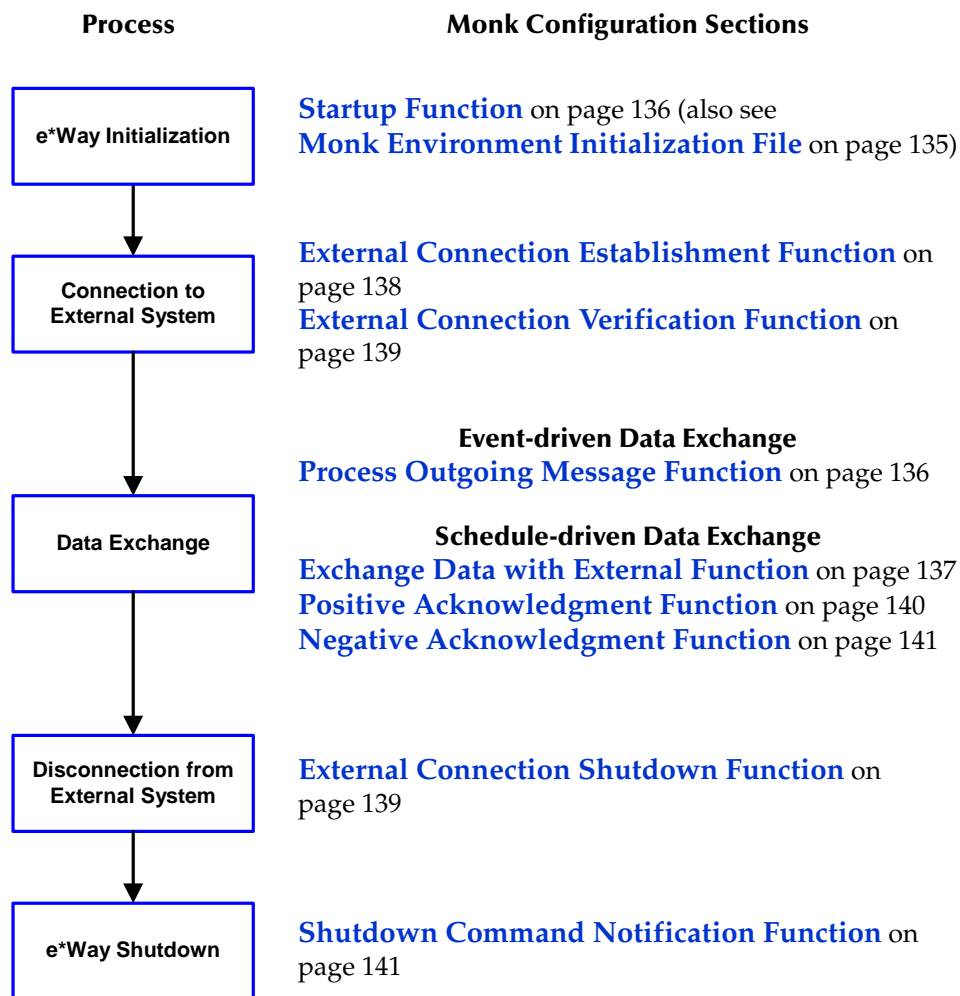 Process
Monk Configuration Sections
e*Way Initialization
Startup Function on page 136 (also see
Monk Environment Initialization File on page 135)
Connection to
External System
External Connection Establishment Function on
page 138
External Connection Verification Function on
page 139
Data Exchange
Event-driven Data Exchange
Process Outgoing Message Function on page 136
Schedule-driven Data Exchange
Exchange Data with External Function on page 137
Positive Acknowledgment Function on page 140
Negative Acknowledgment Function on page 141
Disconnection from
External System
External Connection Shutdown Function on
page 139
e*Way Shutdown
Shutdown Command Notification Function on
page 141